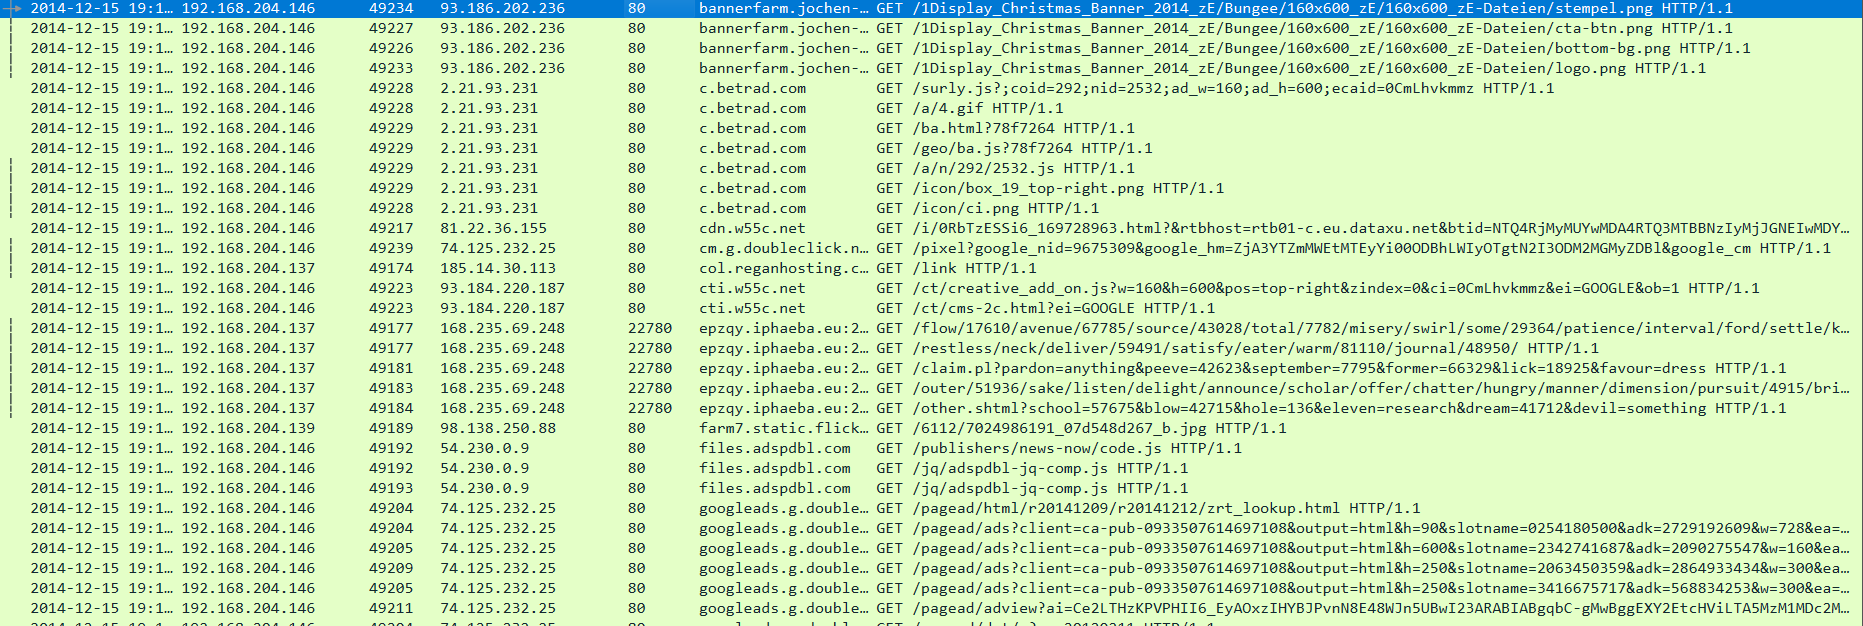 2014-12-15 19:1… 192.168.204.146 49234 93.186.202.236 80 bannerfarm.jochen-… GET /1Display_Christmas_Banner_2014_zE/Bungee/160x600_zE/160x600_zE-Dateien/stempel.png HTTP/1.1
2014-12-15 19:1… 192.168.204.146 49227 93.186.202.236 80 bannerfarm.jochen-… GET /1Display_Christmas_Banner_2014_zE/Bungee/160x600_zE/160x600_zE-Dateien/cta-btn.png HTTP/1.1
2014-12-15 19:1… 192.168.204.146 49226 93.186.202.236 80 bannerfarm.jochen-… GET /1Display_Christmas_Banner_2014_zE/Bungee/160x600_zE/160x600_zE-Dateien/bottom-bg.png HTTP/1.1
2014-12-15 19:1… 192.168.204.146 49233 93.186.202.236 80 bannerfarm.jochen-… GET /1Display_Christmas_Banner_2014_zE/Bungee/160x600_zE/160x600_zE-Dateien/logo.png HTTP/1.1
2014-12-15 19:1… 192.168.204.146 49228 2.21.93.231 80 c.betrad.com GET /surly.js?;coid=292;nid=2532;ad_w=160;ad_h=600;ecaid=0CmLhvkmmz HTTP/1.1
2014-12-15 19:1… 192.168.204.146 49228 2.21.93.231 80 c.betrad.com GET /a/4.gif HTTP/1.1
2014-12-15 19:1… 192.168.204.146 49229 2.21.93.231 80 c.betrad.com GET /ba.html?78f7264 HTTP/1.1
2014-12-15 19:1… 192.168.204.146 49229 2.21.93.231 80 c.betrad.com GET /geo/ba.js?78f7264 HTTP/1.1
2014-12-15 19:1… 192.168.204.146 49229 2.21.93.231 80 c.betrad.com GET /a/n/292/2532.js HTTP/1.1
2014-12-15 19:1… 192.168.204.146 49229 2.21.93.231 80 c.betrad.com GET /icon/box_19_top-right.png HTTP/1.1
2014-12-15 19:1… 192.168.204.146 49228 2.21.93.231 80 c.betrad.com GET /icon/ci.png HTTP/1.1
2014-12-15 19:1… 192.168.204.146 49217 81.22.36.155 80 cdn.w55c.net GET /i/0RbTzESSi6_169728963.html?&rtbhost=rtb01-c.eu.dataxu.net&btid=NTQ4RjMyMUYwMDA4RTQ3MTBBNzIyMjJGNEIwMDY…
2014-12-15 19:1… 192.168.204.146 49239 74.125.232.25 80 cm.g.doubleclick.n… GET /pixel?google_nid=9675309&google_hm=ZjA3YTZmMWEtMTEyYi00ODBhLWIyOTgtN2I3ODM2MGMyZDBl&google_cm HTTP/1.1
2014-12-15 19:1… 192.168.204.137 49174 185.14.30.113 80 col.reganhosting.c… GET /link HTTP/1.1
2014-12-15 19:1… 192.168.204.146 49223 93.184.220.187 80 cti.w55c.net GET /ct/creative_add_on.js?w=160&h=600&pos=top-right&zindex=0&ci=0CmLhvkmmz&ei=GOOGLE&ob=1 HTTP/1.1
2014-12-15 19:1… 192.168.204.146 49223 93.184.220.187 80 cti.w55c.net GET /ct/cms-2c.html?ei=GOOGLE HTTP/1.1
2014-12-15 19:1… 192.168.204.137 49177 168.235.69.248 22780 epzqy.iphaeba.eu:2… GET /flow/17610/avenue/67785/source/43028/total/7782/misery/swirl/some/29364/patience/interval/ford/settle/k…
2014-12-15 19:1… 192.168.204.137 49177 168.235.69.248 22780 epzqy.iphaeba.eu:2… GET /restless/neck/deliver/59491/satisfy/eater/warm/81110/journal/48950/ HTTP/1.1
2014-12-15 19:1… 192.168.204.137 49181 168.235.69.248 22780 epzqy.iphaeba.eu:2… GET /claim.pl?pardon=anything&peeve=42623&september=7795&former=66329&lick=18925&favour=dress HTTP/1.1
2014-12-15 19:1… 192.168.204.137 49183 168.235.69.248 22780 epzqy.iphaeba.eu:2… GET /outer/51936/sake/listen/delight/announce/scholar/offer/chatter/hungry/manner/dimension/pursuit/4915/bri…
2014-12-15 19:1… 192.168.204.137 49184 168.235.69.248 22780 epzqy.iphaeba.eu:2… GET /other.shtml?school=57675&blow=42715&hole=136&eleven=research&dream=41712&devil=something HTTP/1.1
2014-12-15 19:1… 192.168.204.139 49189 98.138.250.88 80 farm7.static.flick… GET /6112/7024986191_07d548d267_b.jpg HTTP/1.1
2014-12-15 19:1… 192.168.204.146 49192 54.230.0.9 80 files.adspdbl.com GET /publishers/news-now/code.js HTTP/1.1
2014-12-15 19:1… 192.168.204.146 49192 54.230.0.9 80 files.adspdbl.com GET /jq/adspdbl-jq-comp.js HTTP/1.1
2014-12-15 19:1… 192.168.204.146 49193 54.230.0.9 80 files.adspdbl.com GET /jq/adspdbl-jq-comp.js HTTP/1.1
2014-12-15 19:1… 192.168.204.146 49204 74.125.232.25 80 googleads.g.double… GET /pagead/html/r20141209/r20141212/zrt_lookup.html HTTP/1.1
2014-12-15 19:1… 192.168.204.146 49204 74.125.232.25 80 googleads.g.double… GET /pagead/ads?client=ca-pub-0933507614697108&output=html&h=90&slotname=0254180500&adk=2729192609&w=728&ea=…
2014-12-15 19:1… 192.168.204.146 49205 74.125.232.25 80 googleads.g.double… GET /pagead/ads?client=ca-pub-0933507614697108&output=html&h=600&slotname=2342741687&adk=2090275547&w=160&ea…
2014-12-15 19:1… 192.168.204.146 49209 74.125.232.25 80 googleads.g.double… GET /pagead/ads?client=ca-pub-0933507614697108&output=html&h=250&slotname=2063450359&adk=2864933434&w=300&ea…
2014-12-15 19:1… 192.168.204.146 49205 74.125.232.25 80 googleads.g.double… GET /pagead/ads?client=ca-pub-0933507614697108&output=html&h=250&slotname=3416675717&adk=568834253&w=300&ea=…
2014-12-15 19:1… 192.168.204.146 49211 74.125.232.25 80 googleads.g.double… GET /pagead/adview?ai=Ce2LTHzKPVPHII6_EyAOxzIHYBJPvnN8E48WJn5UBwI23ARABIABgqbC-gMwBggEXY2EtcHViLTA5MzM1MDc2M…